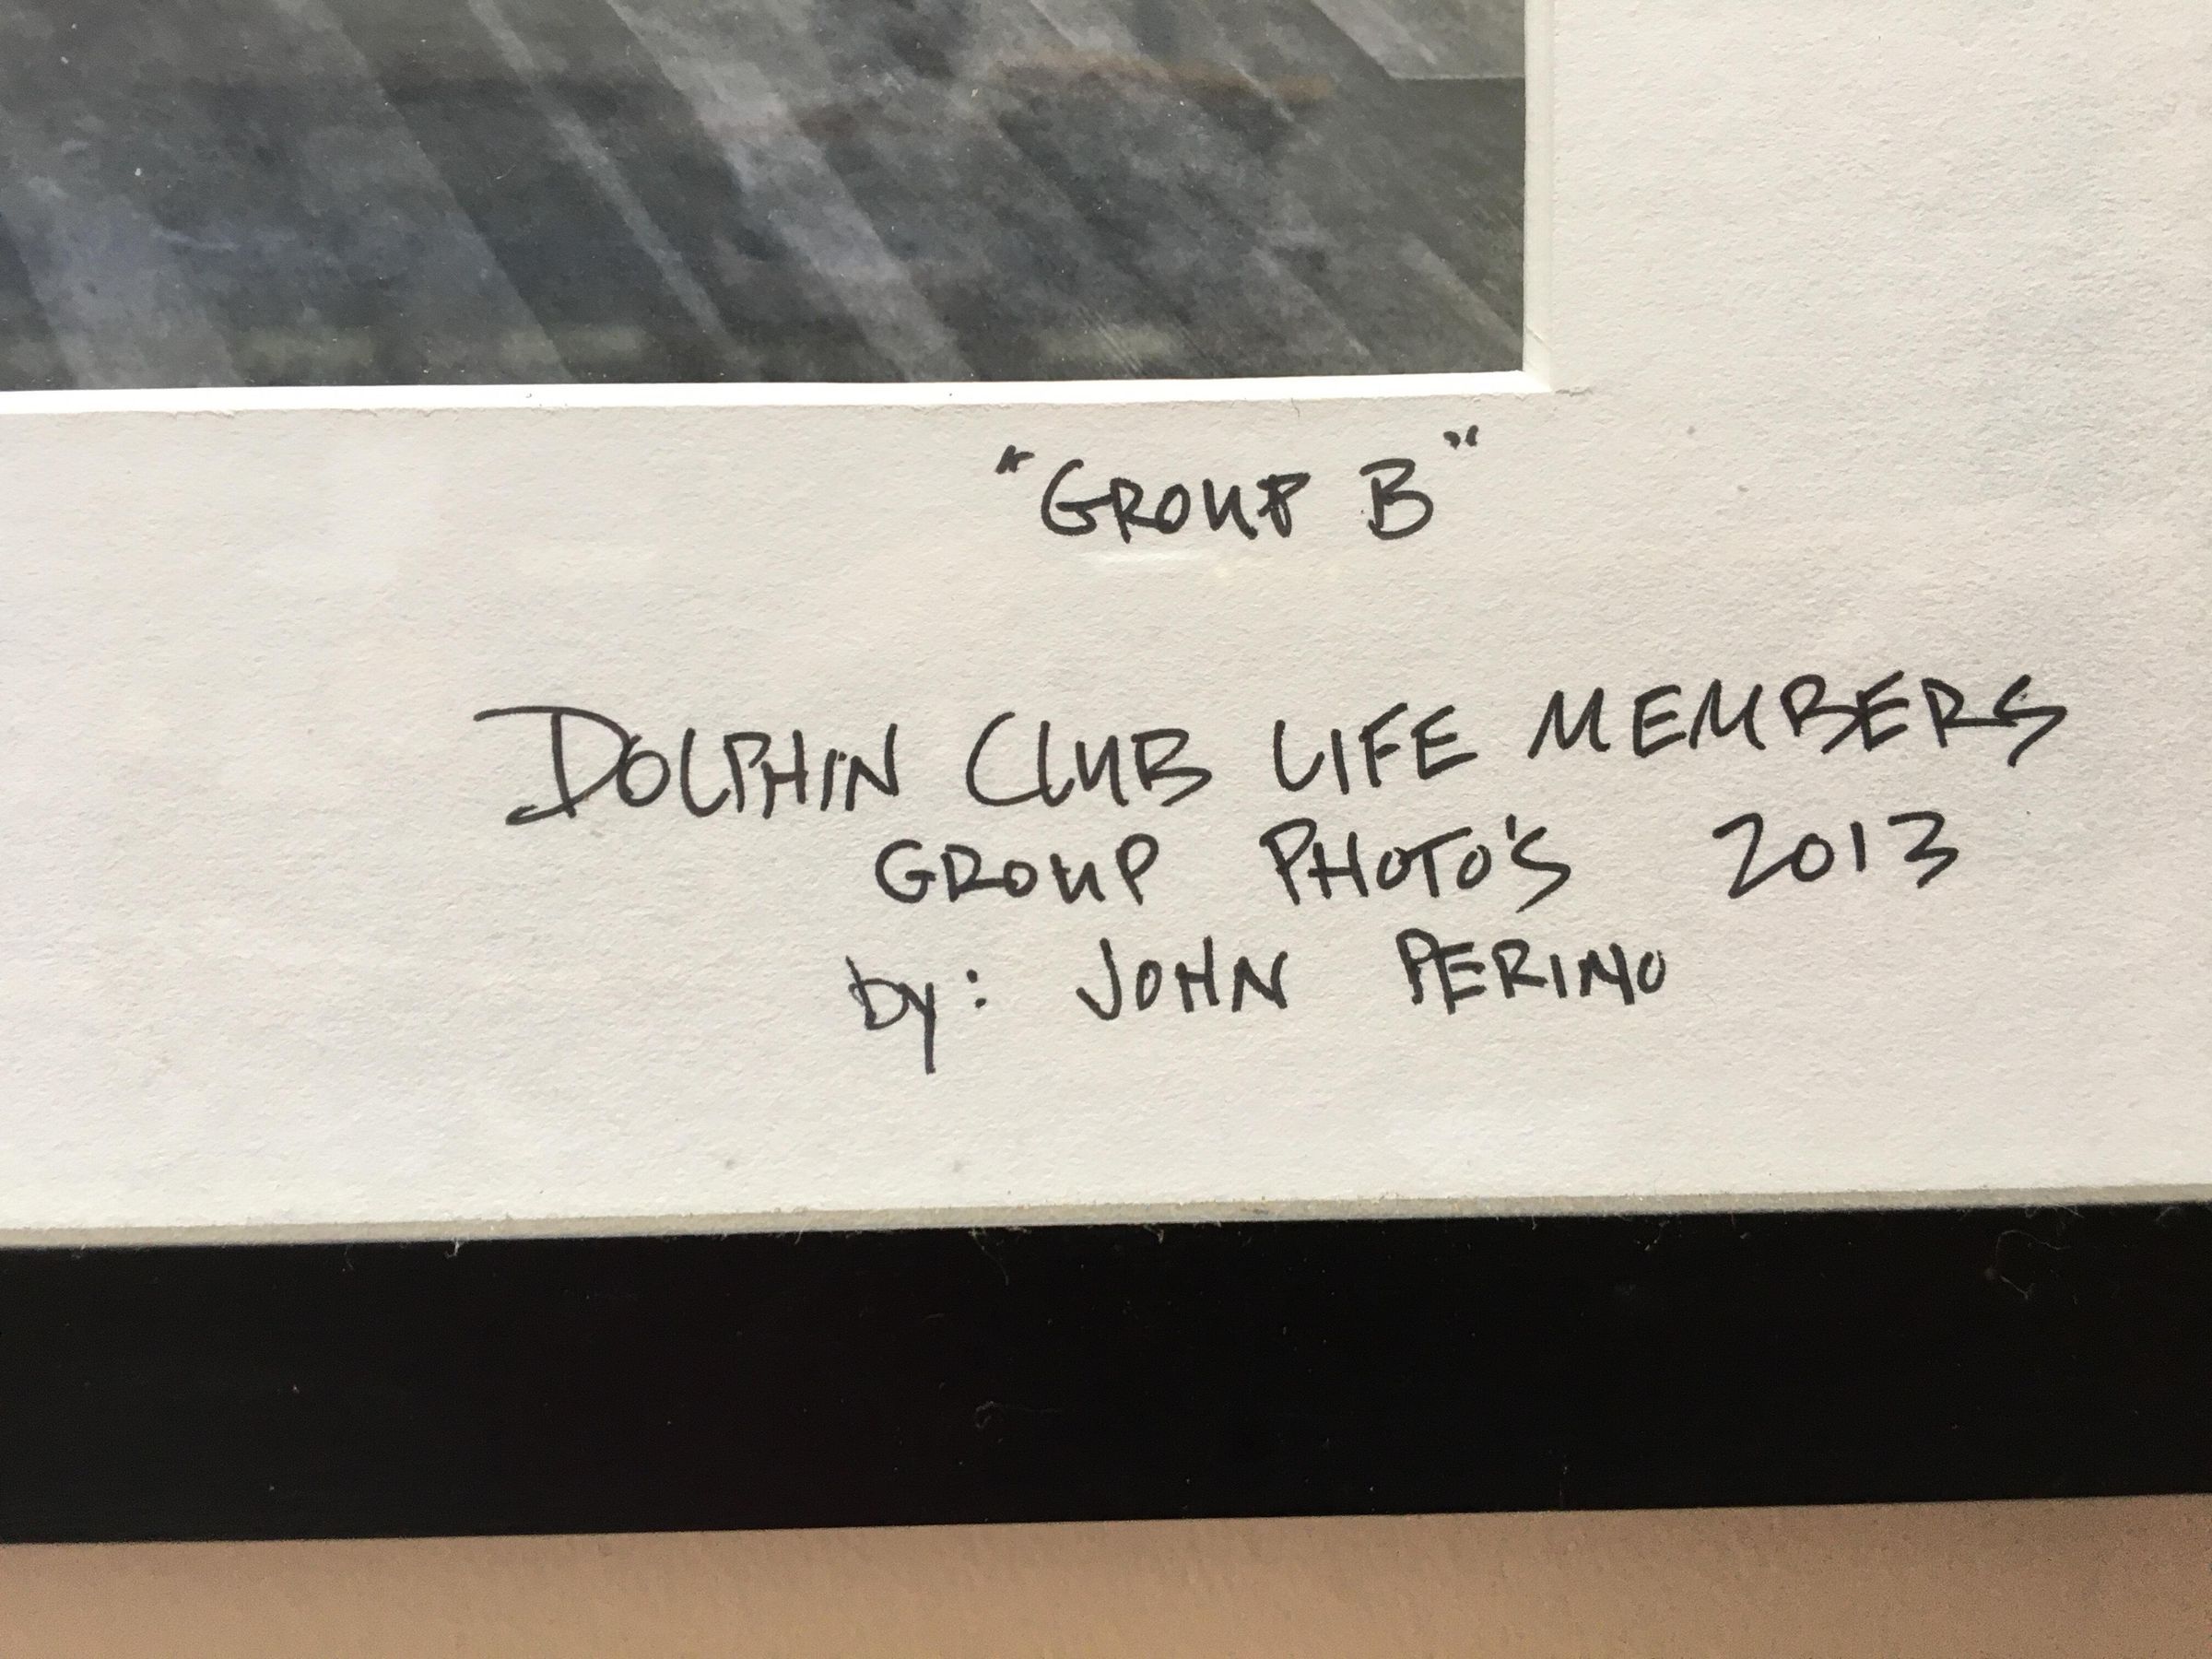 "GROUP B"
DOLPHIN CLUB LIFE MEMBERS
GROUP PHOTO'S 2013
by: JOHN PERINO